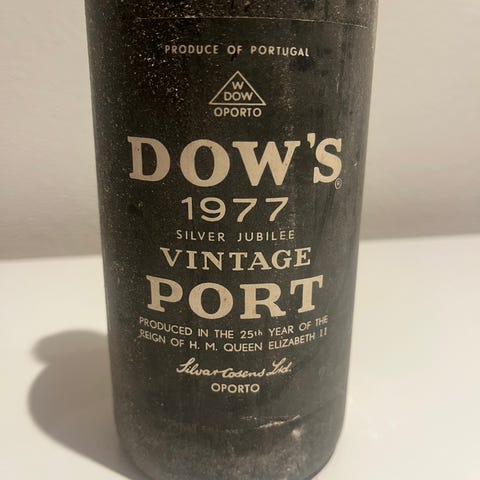 PRODUCE OF PORTUGAL
W
DOW
OPORTO
DOW'S®
1977
SILVER JUBILEE
VINTAGE
PORT
PRODUCED IN THE 25th YEAR OF THE
REIGN OF H. M. QUEEN ELIZABETH II
Silva & Cosens Ltd.
OPORTO